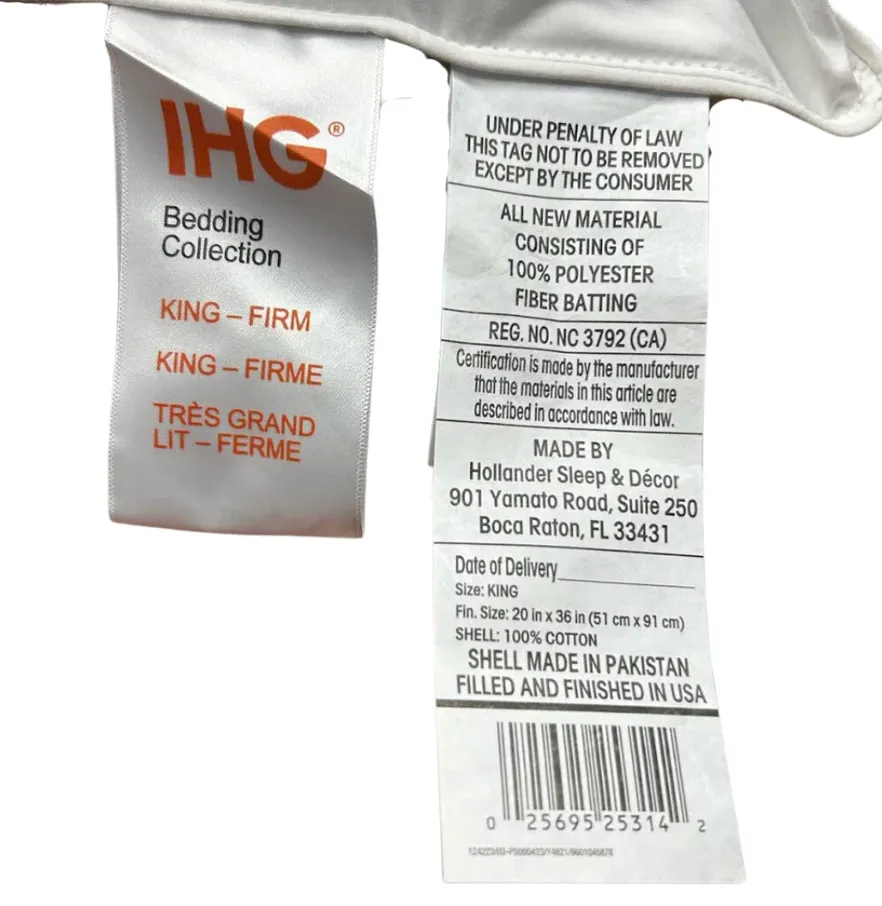 IHG®
Bedding
Collection
KING – FIRM
KING – FIRME
TRÈS GRAND
LIT – FERME
UNDER PENALTY OF LAW
THIS TAG NOT TO BE REMOVED
EXCEPT BY THE CONSUMER
ALL NEW MATERIAL
CONSISTING OF
100% POLYESTER
FIBER BATTING
REG. NO. NC 3792 (CA)
Certification is made by the manufacturer
that the materials in this article are
described in accordance with law.
MADE BY
Hollander Sleep & Décor
901 Yamato Road, Suite 250
Boca Raton, FL 33431
Date of Delivery
Size: KING
Fin. Size: 20 in x 36 in (51 cm x 91 cm)
SHELL: 100% COTTON
SHELL MADE IN PAKISTAN
FILLED AND FINISHED IN USA
0 25695 25314 2